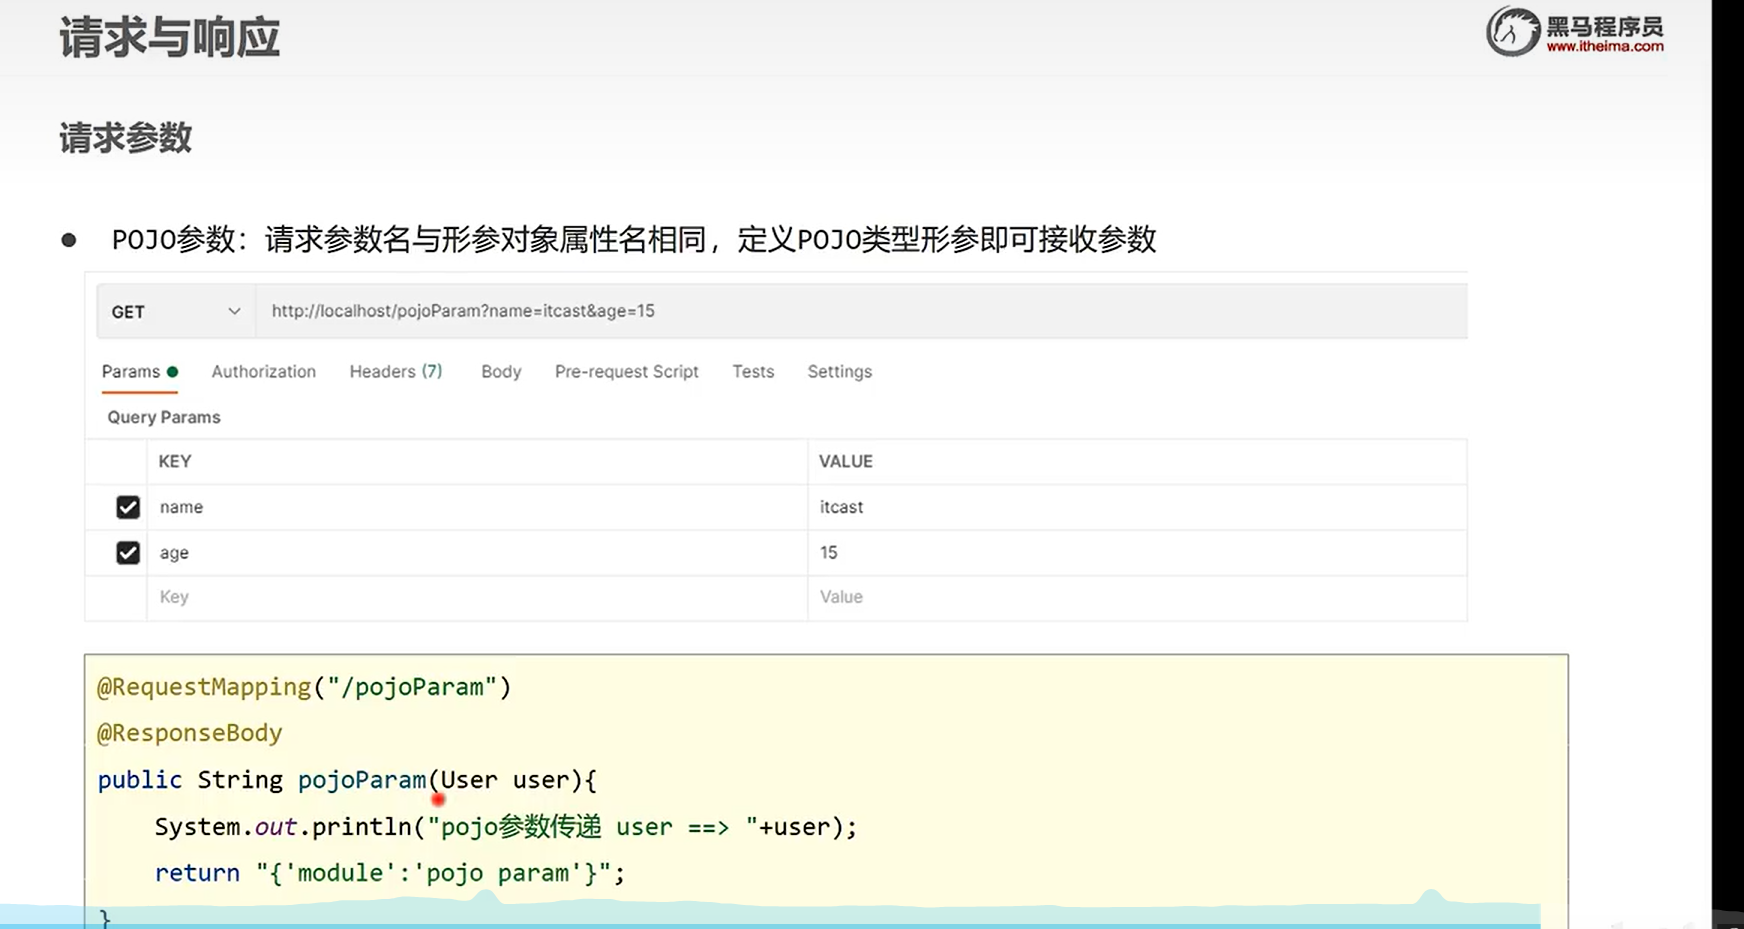 请求与响应
黑马程序员
www.itheima.com
请求参数
● POJO参数：请求参数名与形参对象属性名相同，定义POJO类型形参即可接收参数
GET http://localhost/pojoParam?name=itcast&age=15
Params Authorization Headers (7) Body Pre-request Script Tests Settings
Query Params
KEY VALUE
name itcast
age 15
Key Value
@RequestMapping("/pojoParam")
@ResponseBody
public String pojoParam(User user){
System.out.println("pojo参数传递 user ==> "+user);
return "{'module':'pojo param'}";
}